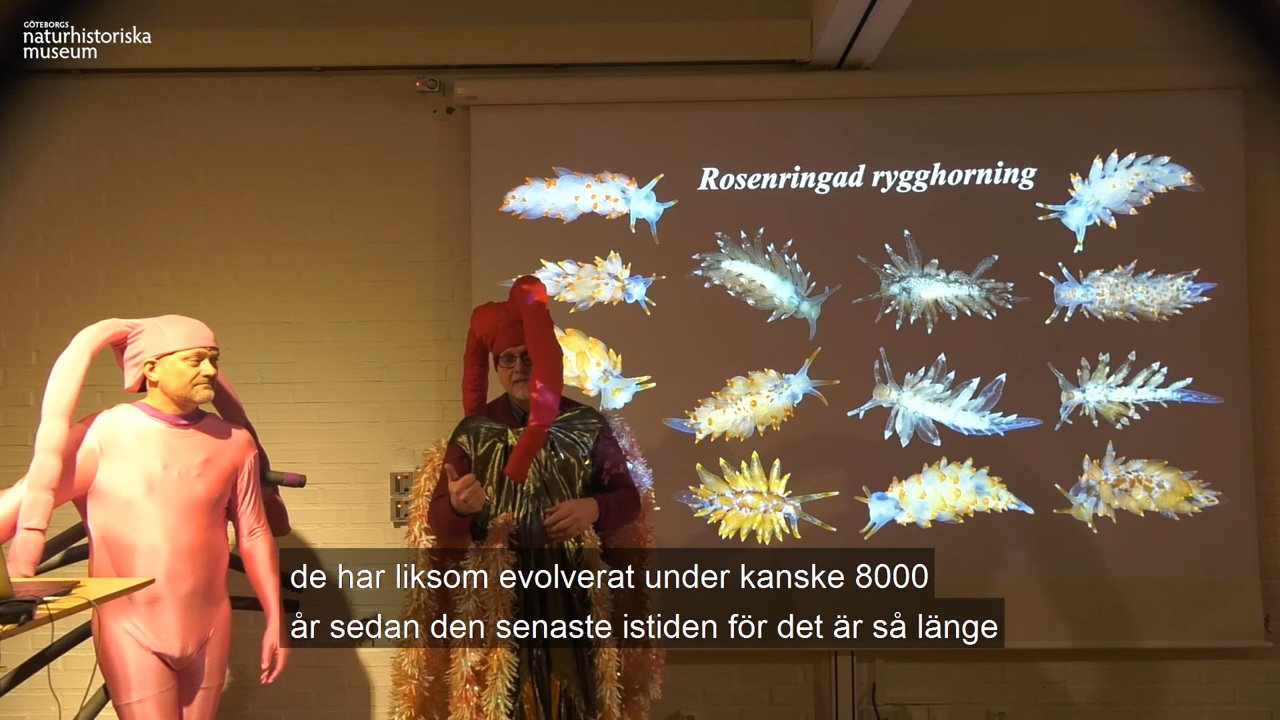 GÖTEBORGS
naturhistoriska
museum
Rosenringad rygghorning
de har liksom evolverat under kanske 8000
år sedan den senaste istiden för det är så länge